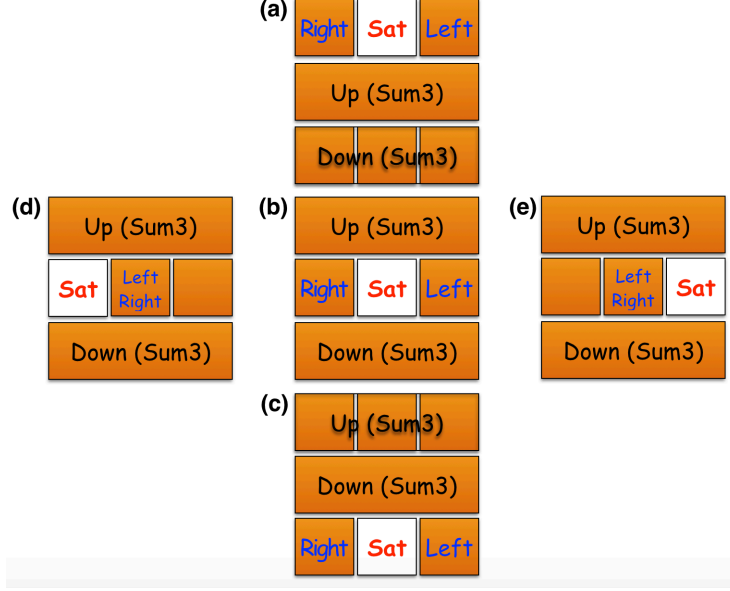 (a)
Right Sat Left
Up (Sum3)
Down (Sum3)
(d)
Up (Sum3)
Sat Left
Right
Down (Sum3)
(b)
Up (Sum3)
Right Sat Left
Down (Sum3)
(e)
Up (Sum3)
Left
Right Sat
Down (Sum3)
(c)
Up (Sum3)
Down (Sum3)
Right Sat Left